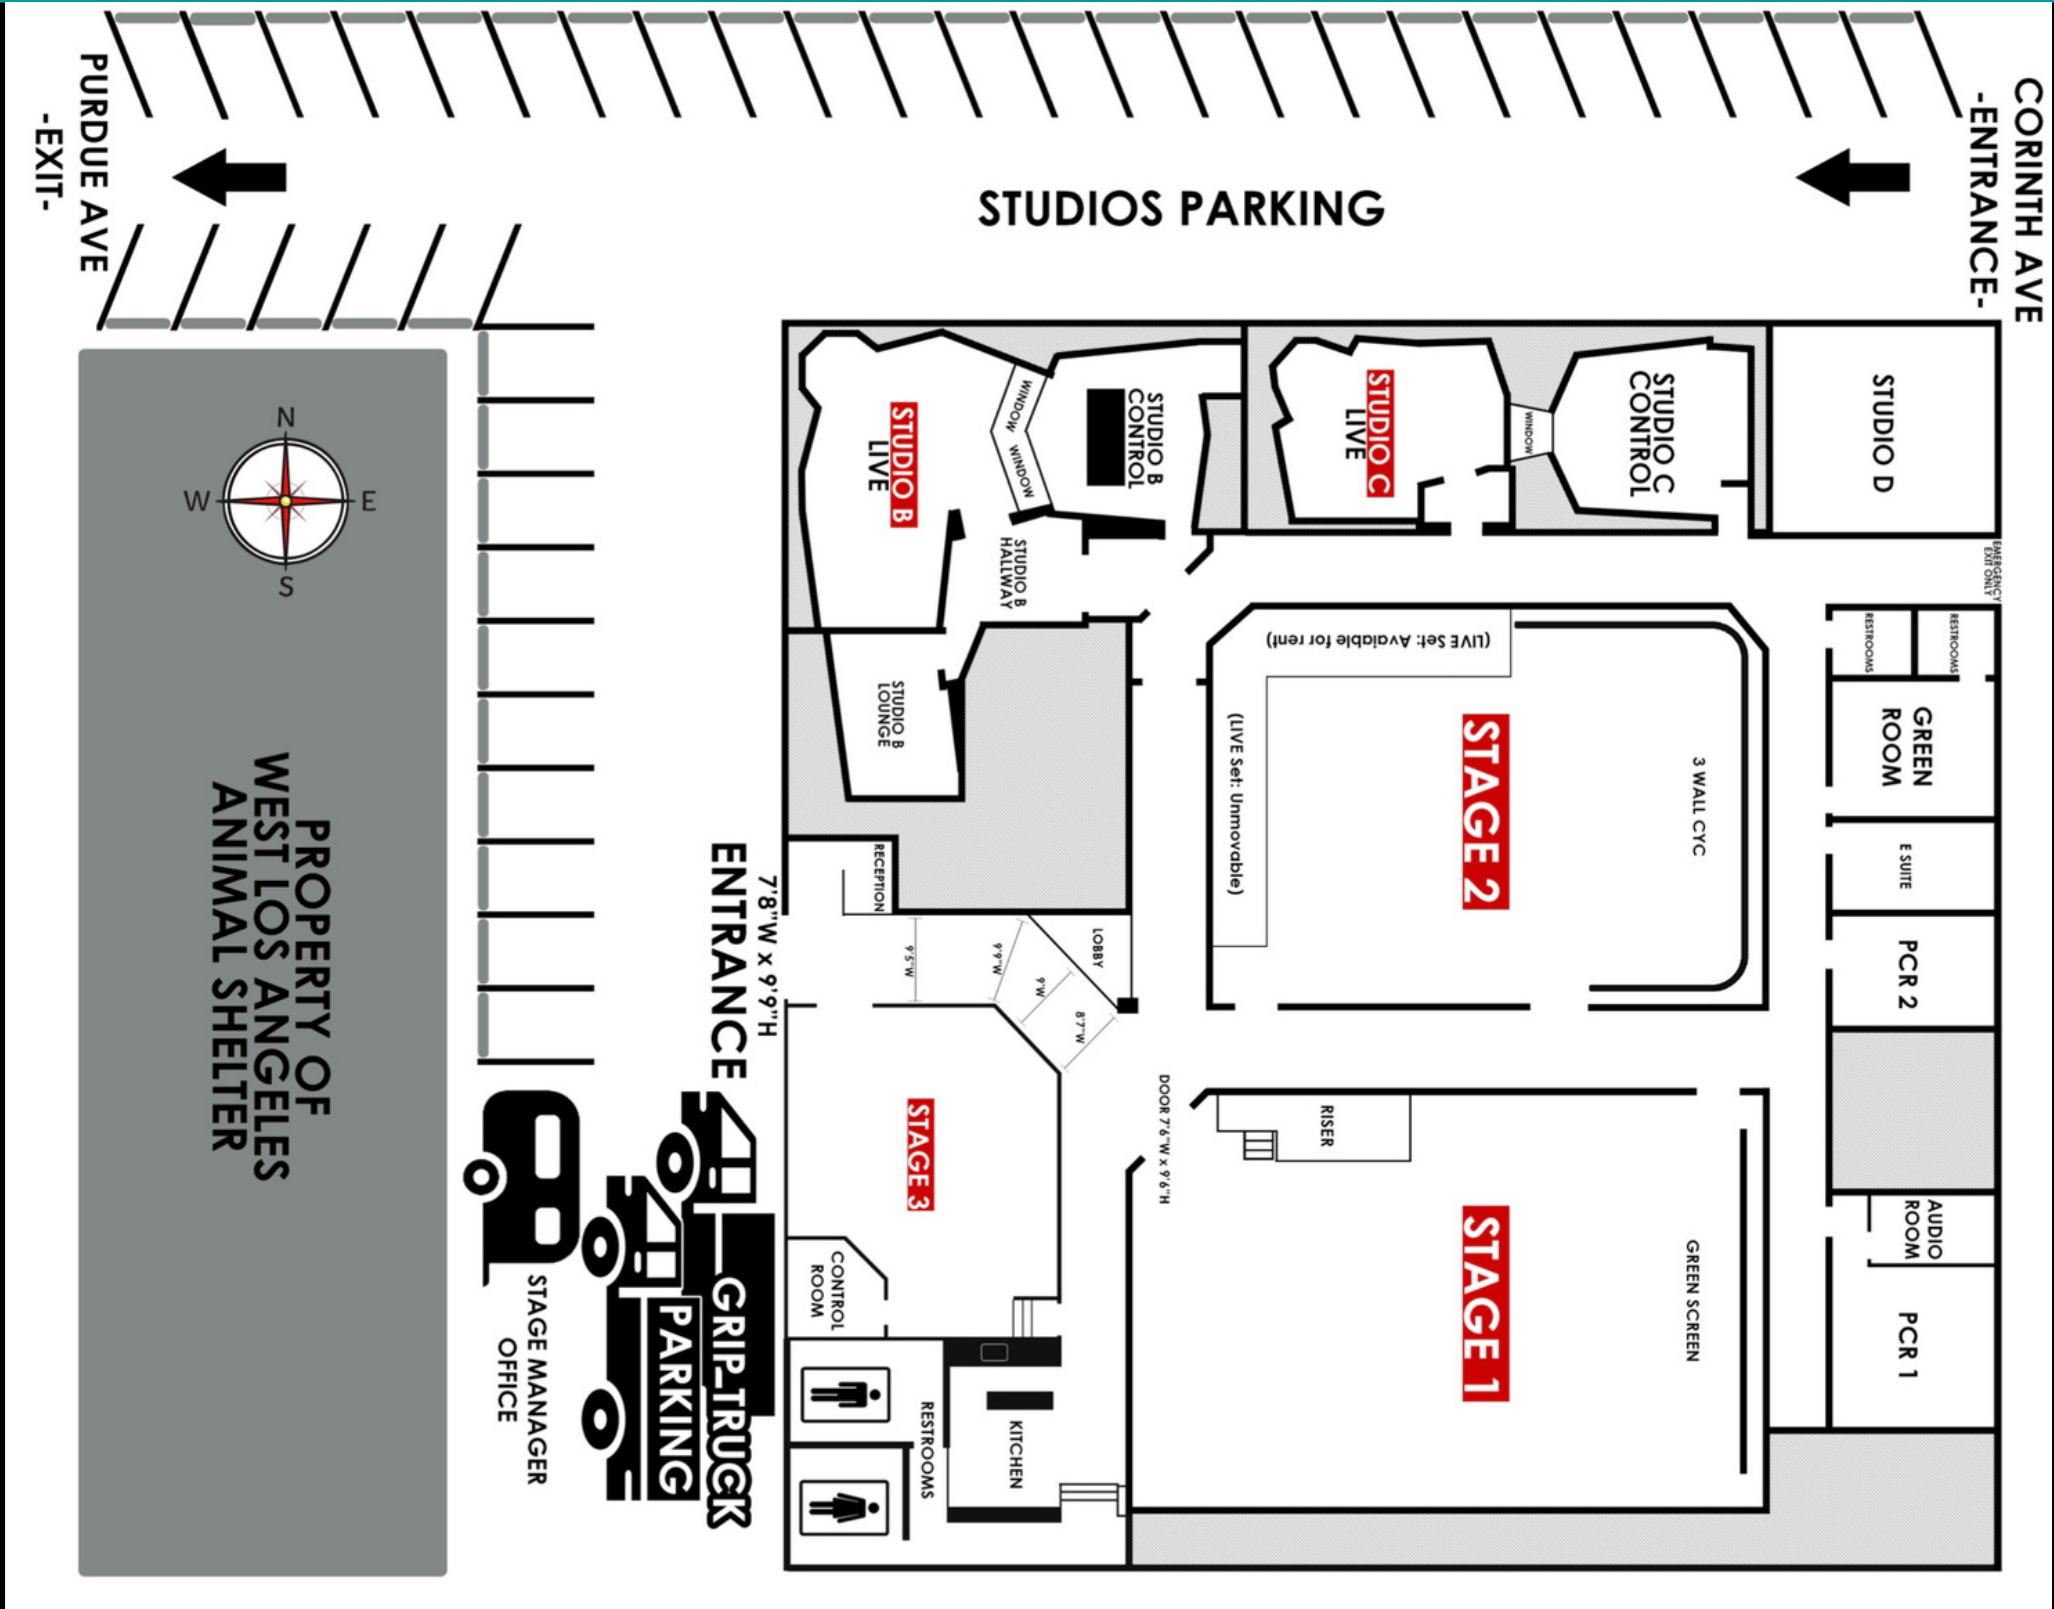 CORINTH AVE
-ENTRANCE-
PURDUE AVE
-EXIT-
STUDIOS PARKING
N
W
E
S
PROPERTY OF
WEST LOS ANGELES
ANIMAL SHELTER
STUDIO B
LIVE
WINDOW
WINDOW
STUDIO B
CONTROL
STUDIO C
LIVE
WINDOW
STUDIO C
CONTROL
STUDIO D
EMERGENCY
EXIT ONLY
STUDIO B
HALLWAY
STUDIO B
LOUNGE
(LIVE Set: Avaiable for rent)
(LIVE Set: Unmovable)
STAGE 2
3 WALL CYC
RESTROOMS
RESTROOMS
GREEN
ROOM
E SUITE
PCR 2
RECEPTION
ENTRANCE
7'8"W x 9'9"H
9'5"W
9'9"W
9'W
8'7"W
LOBBY
DOOR 7'6"W x 9'6"H
RISER
STAGE 3
STAGE 1
GREEN SCREEN
AUDIO
ROOM
PCR 1
CONTROL
ROOM
RESTROOMS
KITCHEN
GRIP-TRUCK
PARKING
STAGE MANAGER
OFFICE